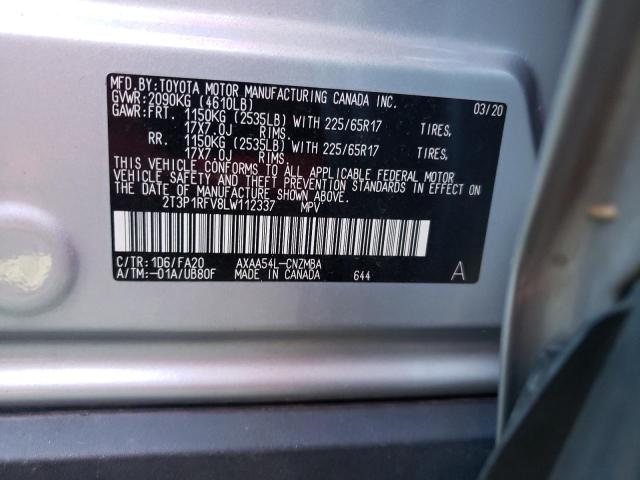 MFD.BY:TOYOTA MOTOR MANUFACTURING CANADA INC.
GVWR:2090KG (4610LB) 03/20
GAWR:FRT. 1150KG (2535LB) WITH 225/65R17 TIRES,
17X7.0J RIMS.
RR. 1150KG (2535LB) WITH 225/65R17 TIRES,
17X7.0J RIMS.
THIS VEHICLE CONFORMS TO ALL APPLICABLE FEDERAL MOTOR
VEHICLE SAFETY AND THEFT PREVENTION STANDARDS IN EFFECT
ON THE DATE OF MANUFACTURE SHOWN ABOVE.
2T3P1RFV8LW112337 MPV
C/TR:1D6/FA20 AXAA54L-CNZMBA
A/TM:-01A/UB80F MADE IN CANADA 644 A